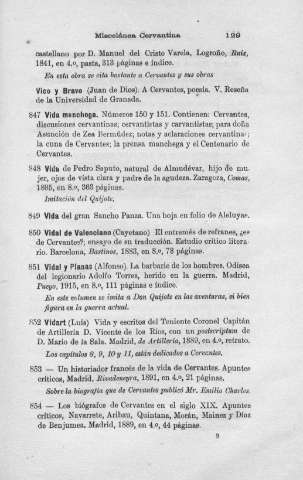 Miscelánea Cervantina 129
castellano por D. Manuel del Cristo Varela, Logroño, Ruiz,
1841, en 4.º, pasta, 313 páginas e índice.
En esta obra se cita bastante a Cervantes y sus obras
Vico y Bravo (Juan de Dios). A Cervantes, poesía. V. Reseña
de la Universidad de Granada.
847 Vida manchega. Números 150 y 151. Contienen: Cervantes,
discusiones cervantinas, cervantistas y carvantistas, para doña
Asunción de Zea Bermúdez; notas y aclaraciones cervantinas;
la cuna de Cervantes; la prensa manchega y el Centenario de
Cervantes.
848 Vida de Pedro Saputo, natural de Almudévar, hijo de mu-
jer, ojos de vista clara y padre de la agudeza. Zaragoza, Comas,
1895, en 8.º, 363 páginas.
Imitación del Quijote.
849 Vida del gran Sancho Panza. Una hoja en folio de Aleluyas.
850 Vidal de Valenciano (Cayetano) El entremés de refranes, ¿es
de Cervantes?; ensayo de su traducción. Estudio crítico litera-
rio. Barcelona, Bastinos, 1883, en 8.º, 78 páginas.
851 Vidal y Planas (Alfonso). La barbarie de los hombres. Odisea
del legionario Adolfo Torres, herido en la guerra. Madrid,
Pueyo, 1915, en 8.º, 111 páginas e índice.
En este volumen se imita a Don Quijote en las aventuras, si bien
figura en la guerra actual.
852 Vidart (Luis) Vida y escritos del Teniente Coronel Capitán
de Artillería D. Vicente de los Ríos, con un postscriptum de
D. Mario de la Sala. Madrid, de Artillería, 1889, en 4.º, retrato.
Los capítulos 8, 9, 10 y 11, están dedicados a Cervantes.
853 — Un historiador francés de la vida de Cervantes. Apuntes
críticos, Madrid, Rivadeneyra, 1891, en 4.º, 21 páginas.
Sobre la biografía que de Cervantes publicó Mr. Emilio Charles.
854 — Los biógrafos de Cervantes en el siglo XIX. Apuntes
críticos, Navarrete, Aribau, Quintana, Morán, Mainez y Díaz
de Benjumea. Madrid, 1889, en 4.º, 44 páginas.
9